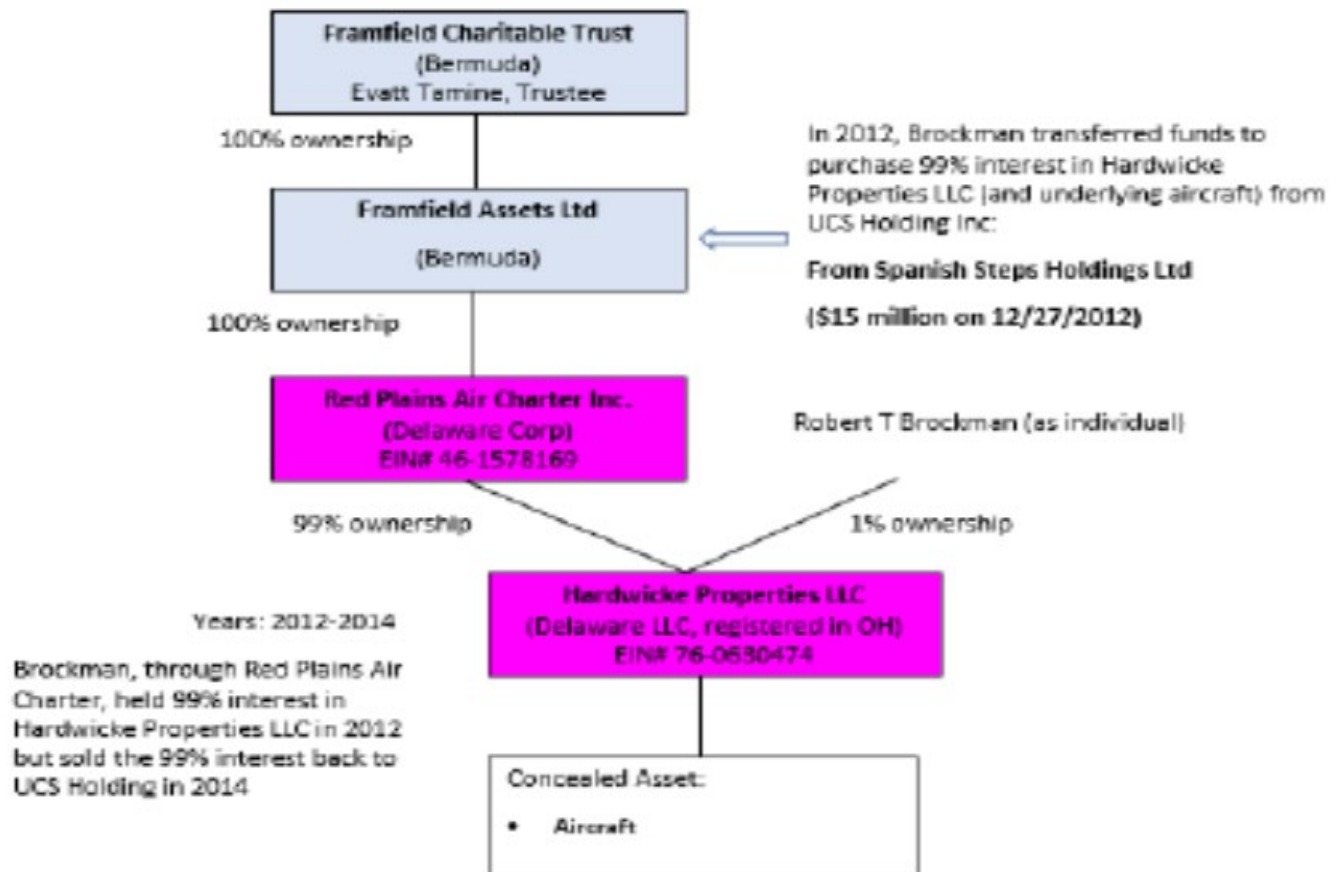 Framfield Charitable Trust
(Bermuda)
Evatt Tamine, Trustee
100% ownership
In 2012, Brockman transferred funds to
purchase 99% interest in Hardwicke
Properties LLC (and underlying aircraft) from
UCS Holding Inc:
From Spanish Steps Holdings Ltd
($15 million on 12/27/2012)
Framfield Assets Ltd
(Bermuda)
100% ownership
Red Plains Air Charter Inc.
(Delaware Corp)
EIN# 46-1578169
Robert T Brockman (as individual)
99% ownership
1% ownership
Hardwicke Properties LLC
(Delaware LLC, registered in OH)
EIN# 76-0630474
Years: 2012-2014
Brockman, through Red Plains Air
Charter, held 99% interest in
Hardwicke Properties LLC in 2012
but sold the 99% interest back to
UCS Holding in 2014
Concealed Asset:
• Aircraft